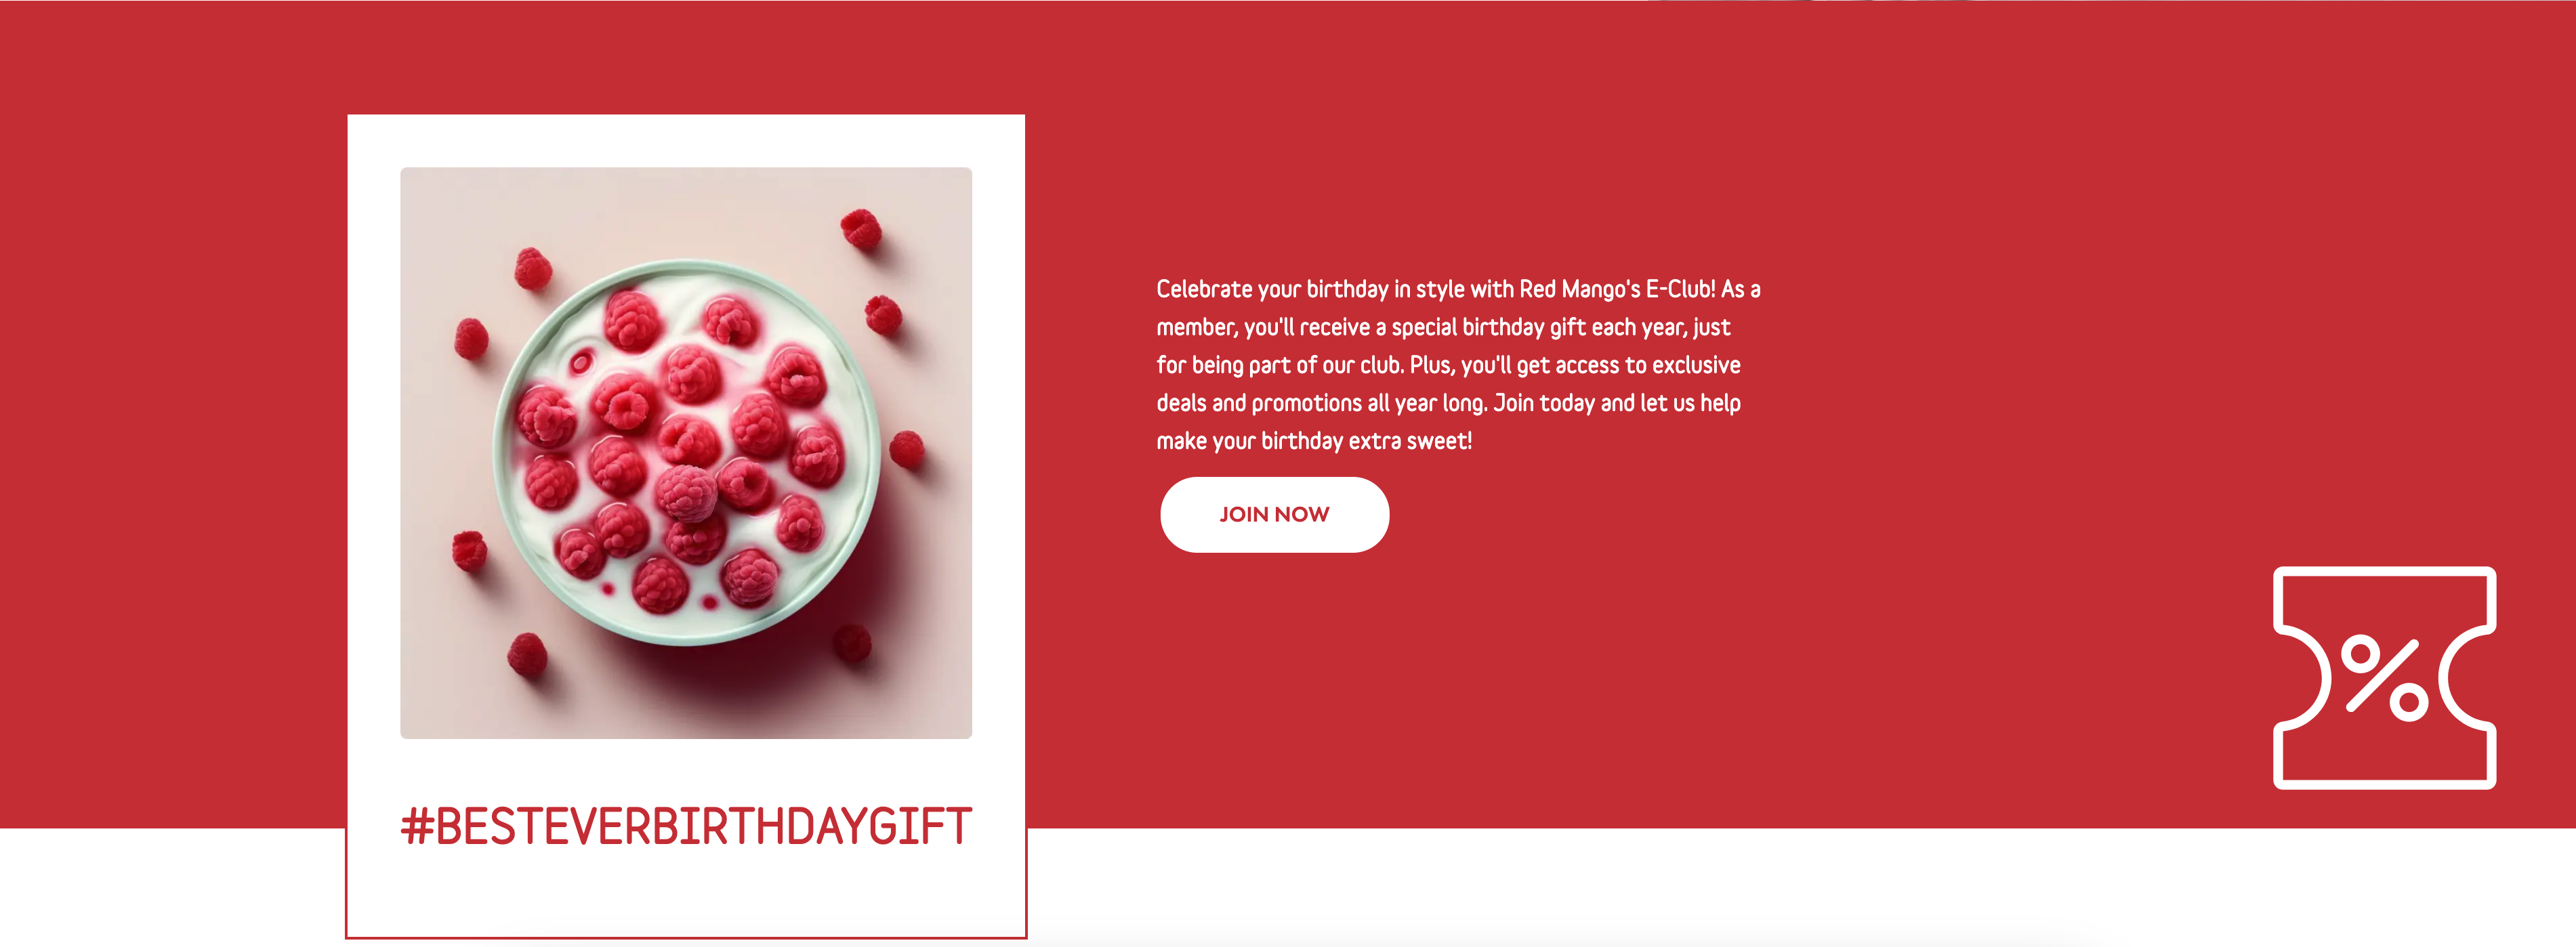 Celebrate your birthday in style with Red Mango's E-Club! As a
member, you'll receive a special birthday gift each year, just
for being part of our club. Plus, you'll get access to exclusive
deals and promotions all year long. Join today and let us help
make your birthday extra sweet!
JOIN NOW
%
#BESTEVERBIRTHDAYGIFT